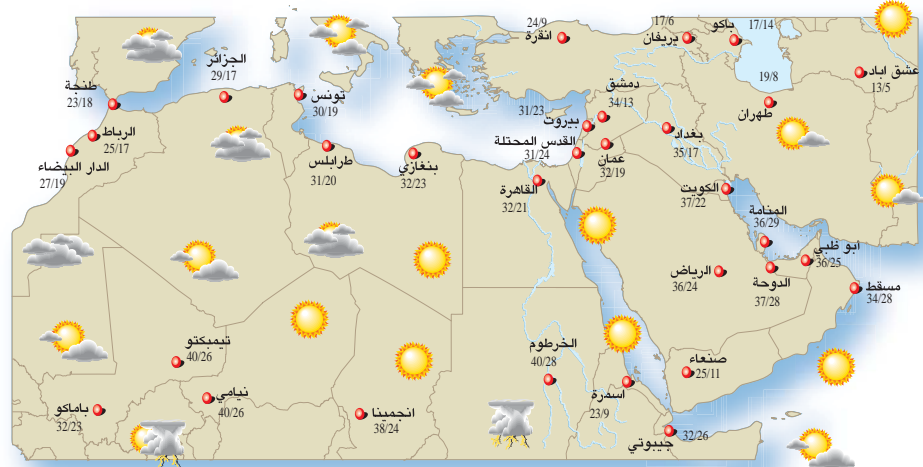 24/9
انقرة
17/6
يريفان
17/14
باكو
عشق اباد
13/5
19/8
طهران
الجزائر
29/17
طنجة
23/18
تونس
30/19
الرباط
25/17
الدار البيضاء
27/19
طرابلس
31/20
بنغازي
32/23
دمشق
34/13
31/23
بيروت
القدس المحتلة
31/24
عمان
32/19
بغداد
35/17
القاهرة
32/21
الكويت
37/22
المنامة
36/29
ابو ظبي
36/25
الرياض
36/24
الدوحة
37/28
مسقط
34/28
تيمبكتو
40/26
الخرطوم
40/28
صنعاء
25/11
نيامي
40/26
باماكو
32/23
انجمينا
38/24
اسمرة
23/9
32/26
جيبوتي